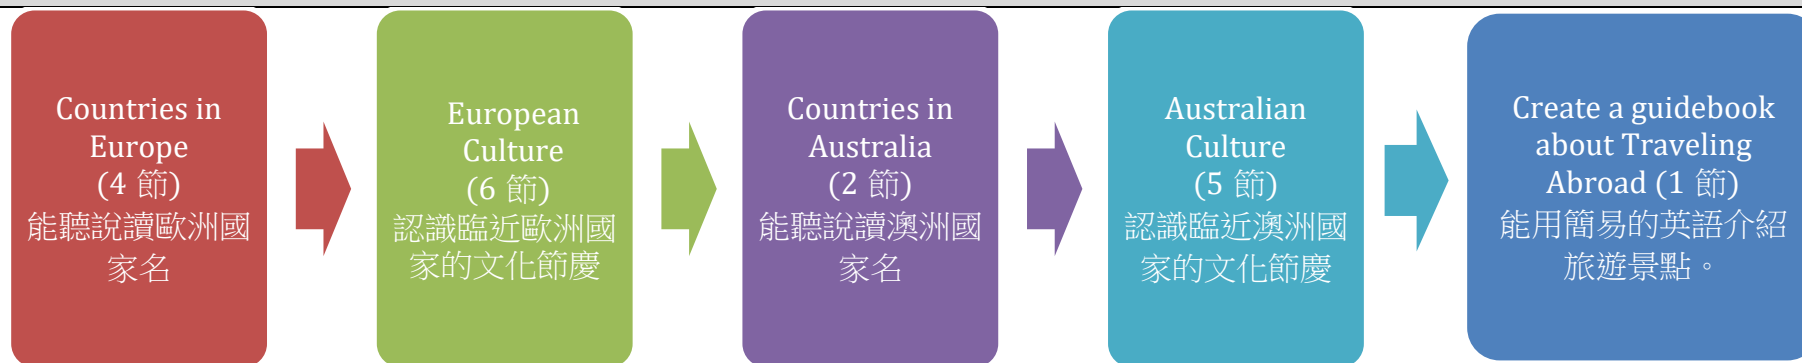 Countries in
Europe
(4 節)
能聽說讀歐洲國
家名
European
Culture
(6 節)
認識臨近歐洲國
家的文化節慶
Countries in
Australia
(2 節)
能聽說讀澳洲國
家名
Australian
Culture
(5 節)
認識臨近澳洲國
家的文化節慶
Create a guidebook
about Traveling
Abroad (1 節)
能用簡易的英語介紹
旅遊景點。